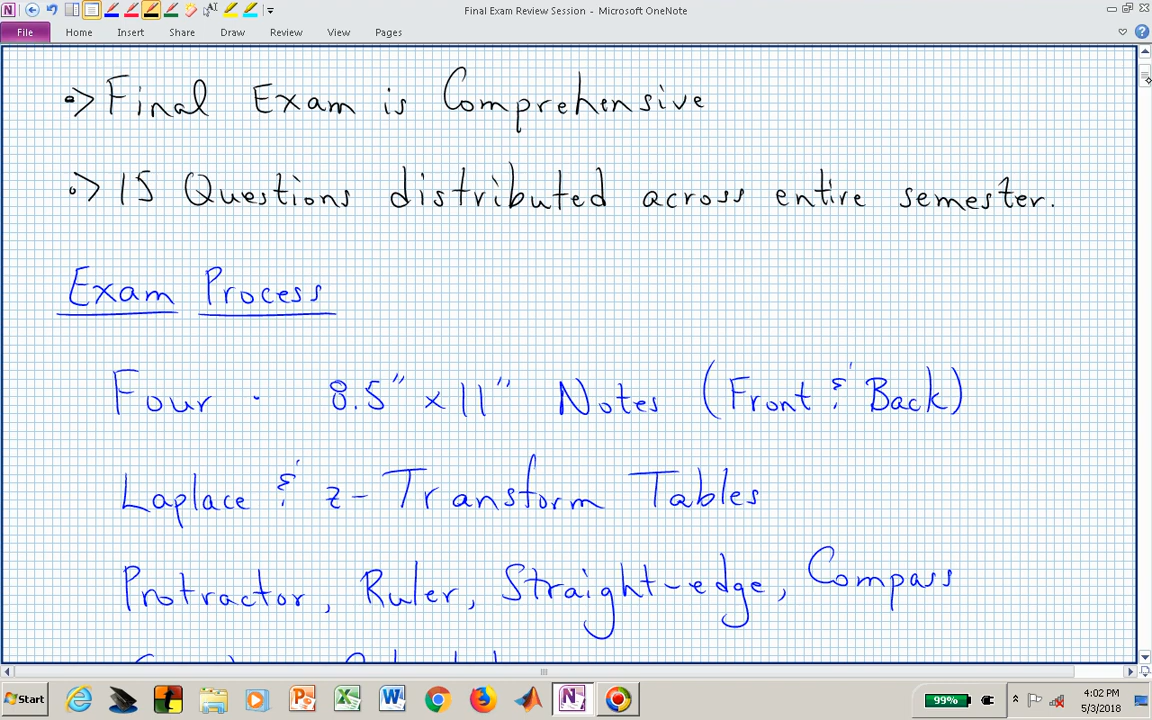 Final Exam Review Session - Microsoft OneNote
File Home Insert Share Draw Review View Pages
Final Exam is Comprehensive
15 Questions distributed across entire semester.
Exam Process
Four - 8.5" x 11" Notes (Front & Back)
Laplace & z-Transform Tables
Protractor, Ruler, Straight-edge, Compass
Start
99%
4:02 PM
5/3/2018